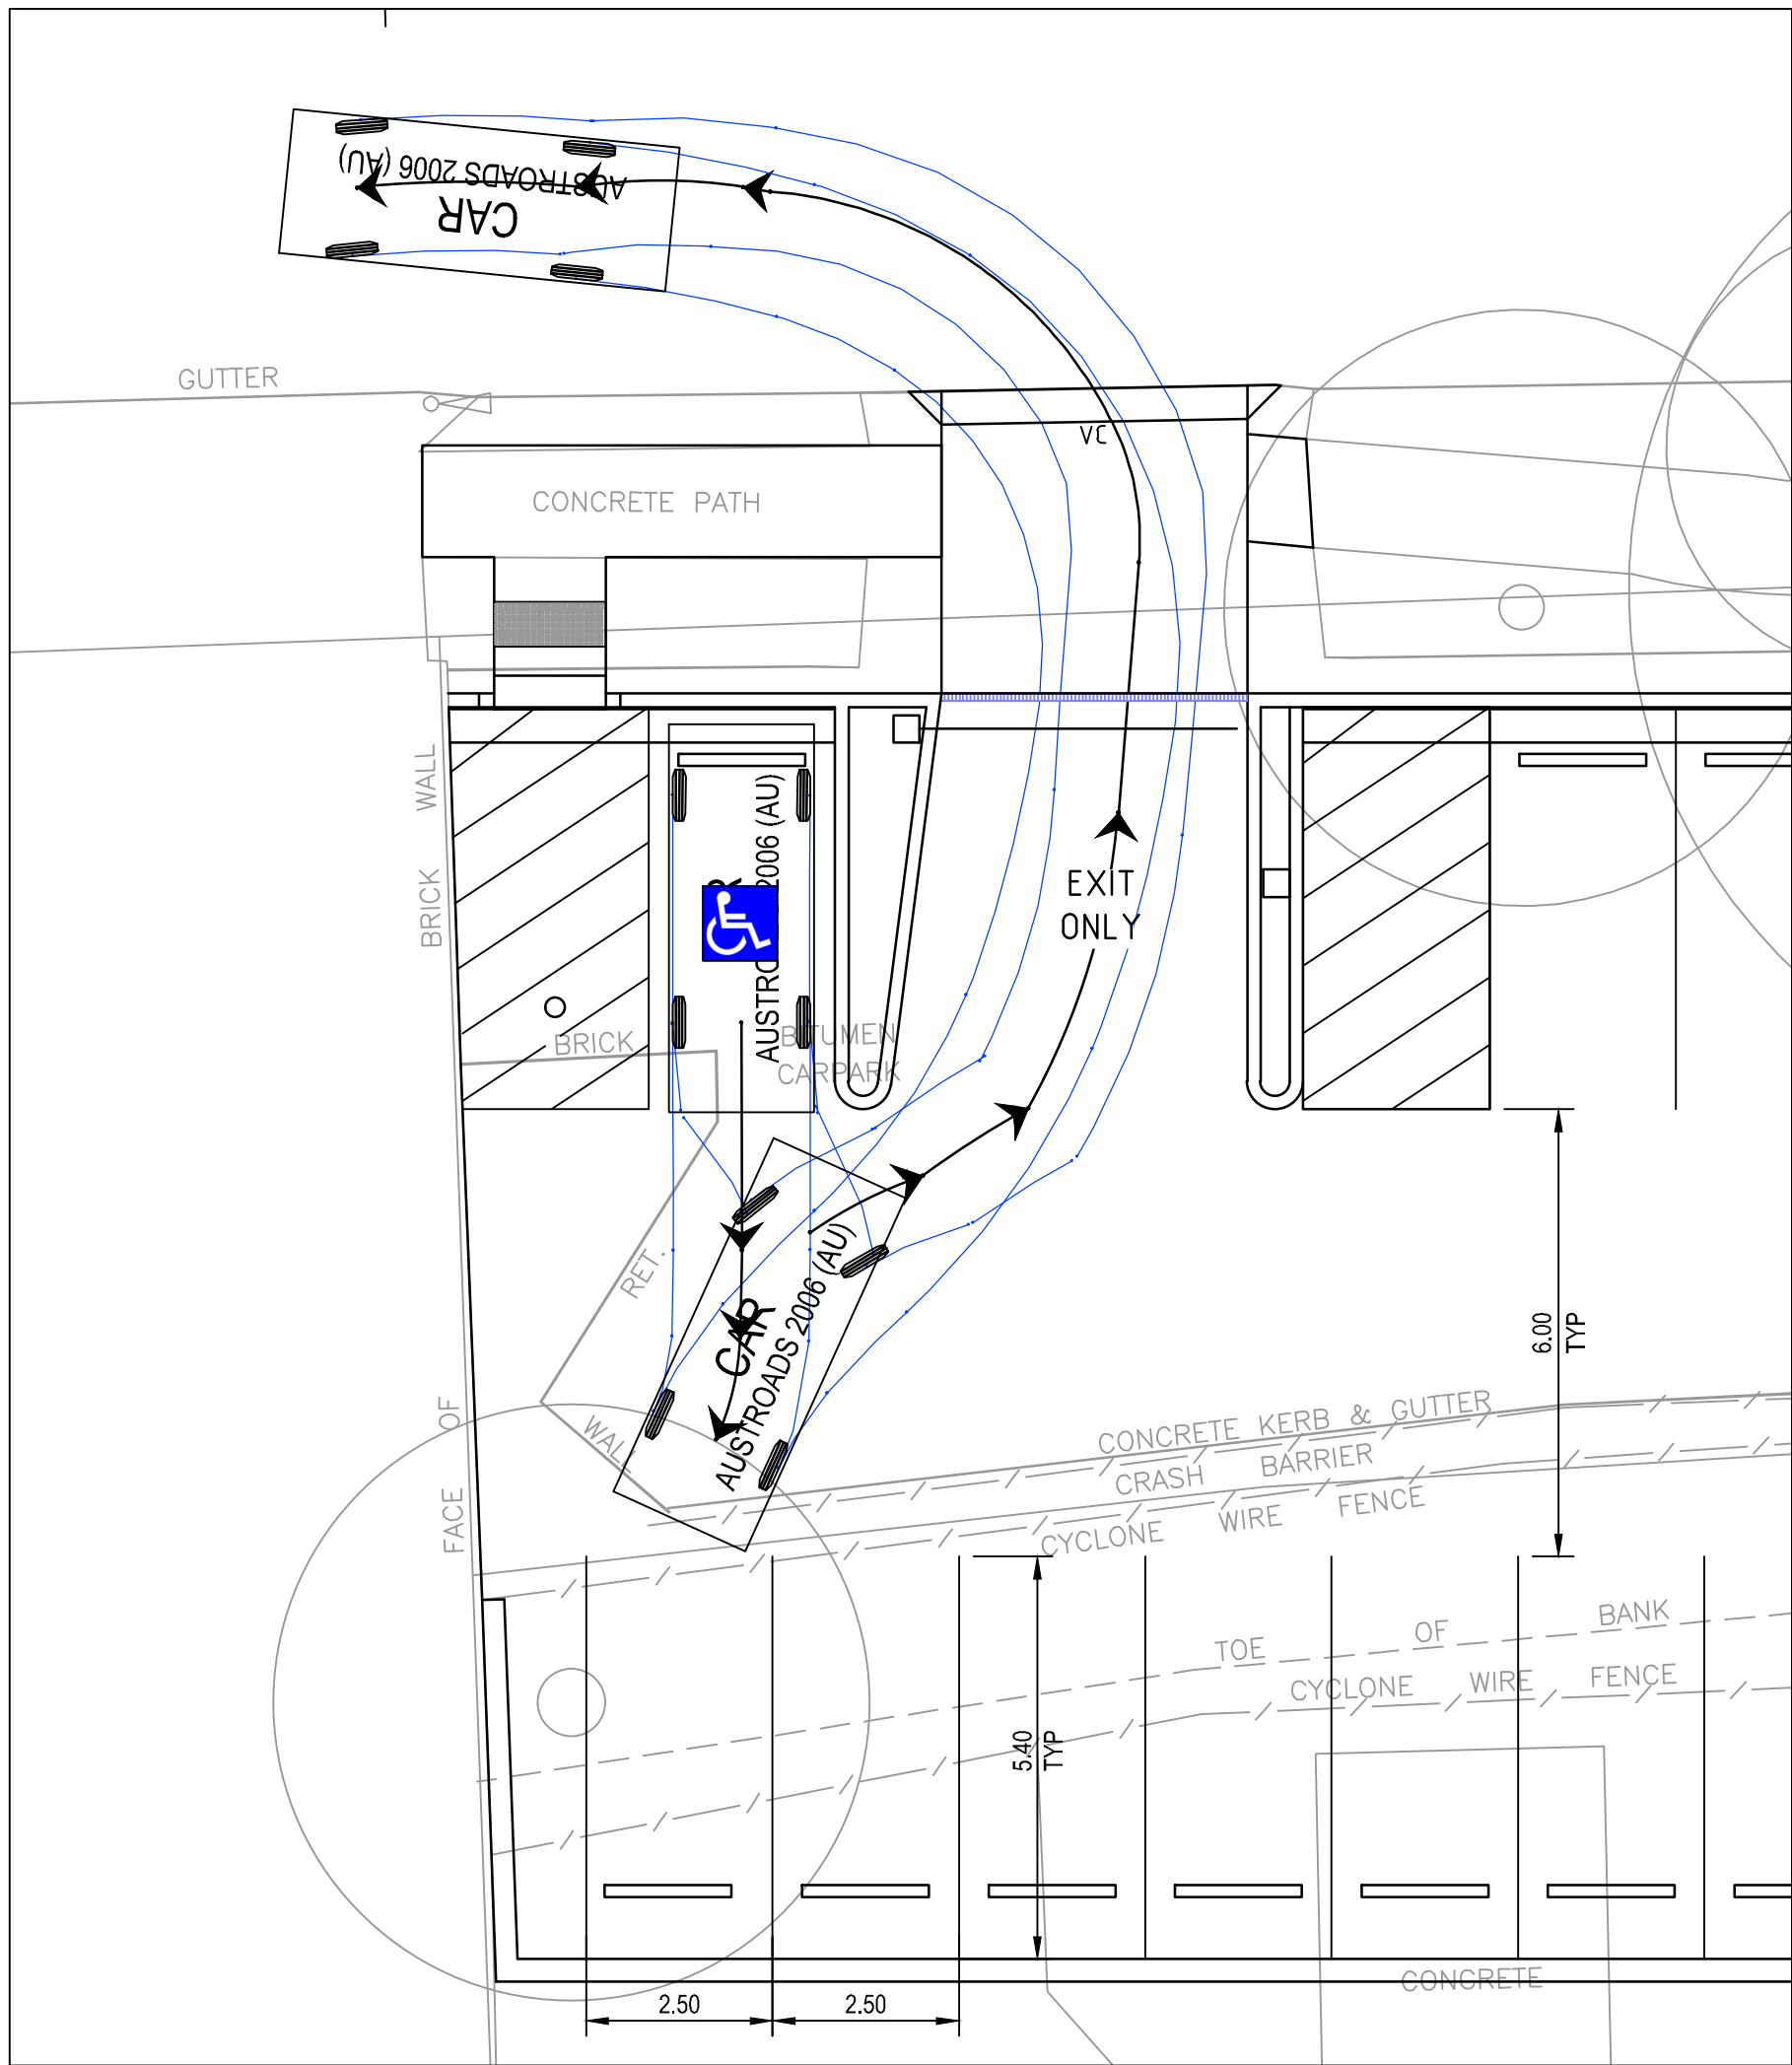 AUSTROADS 2006 (AU)
CAR
GUTTER
VC
CONCRETE PATH
BRICK WALL
AUSTROADS 2006 (AU)
EXIT
ONLY
BRICK
BITUMEN
CARPARK
RET.
WALL
CAR
AUSTROADS 2006 (AU)
6.00
TYP
FACE OF
CONCRETE KERB & GUTTER
CRASH BARRIER
CYCLONE WIRE FENCE
TOE OF BANK
CYCLONE WIRE FENCE
5.40
TYP
CONCRETE
2.50
2.50